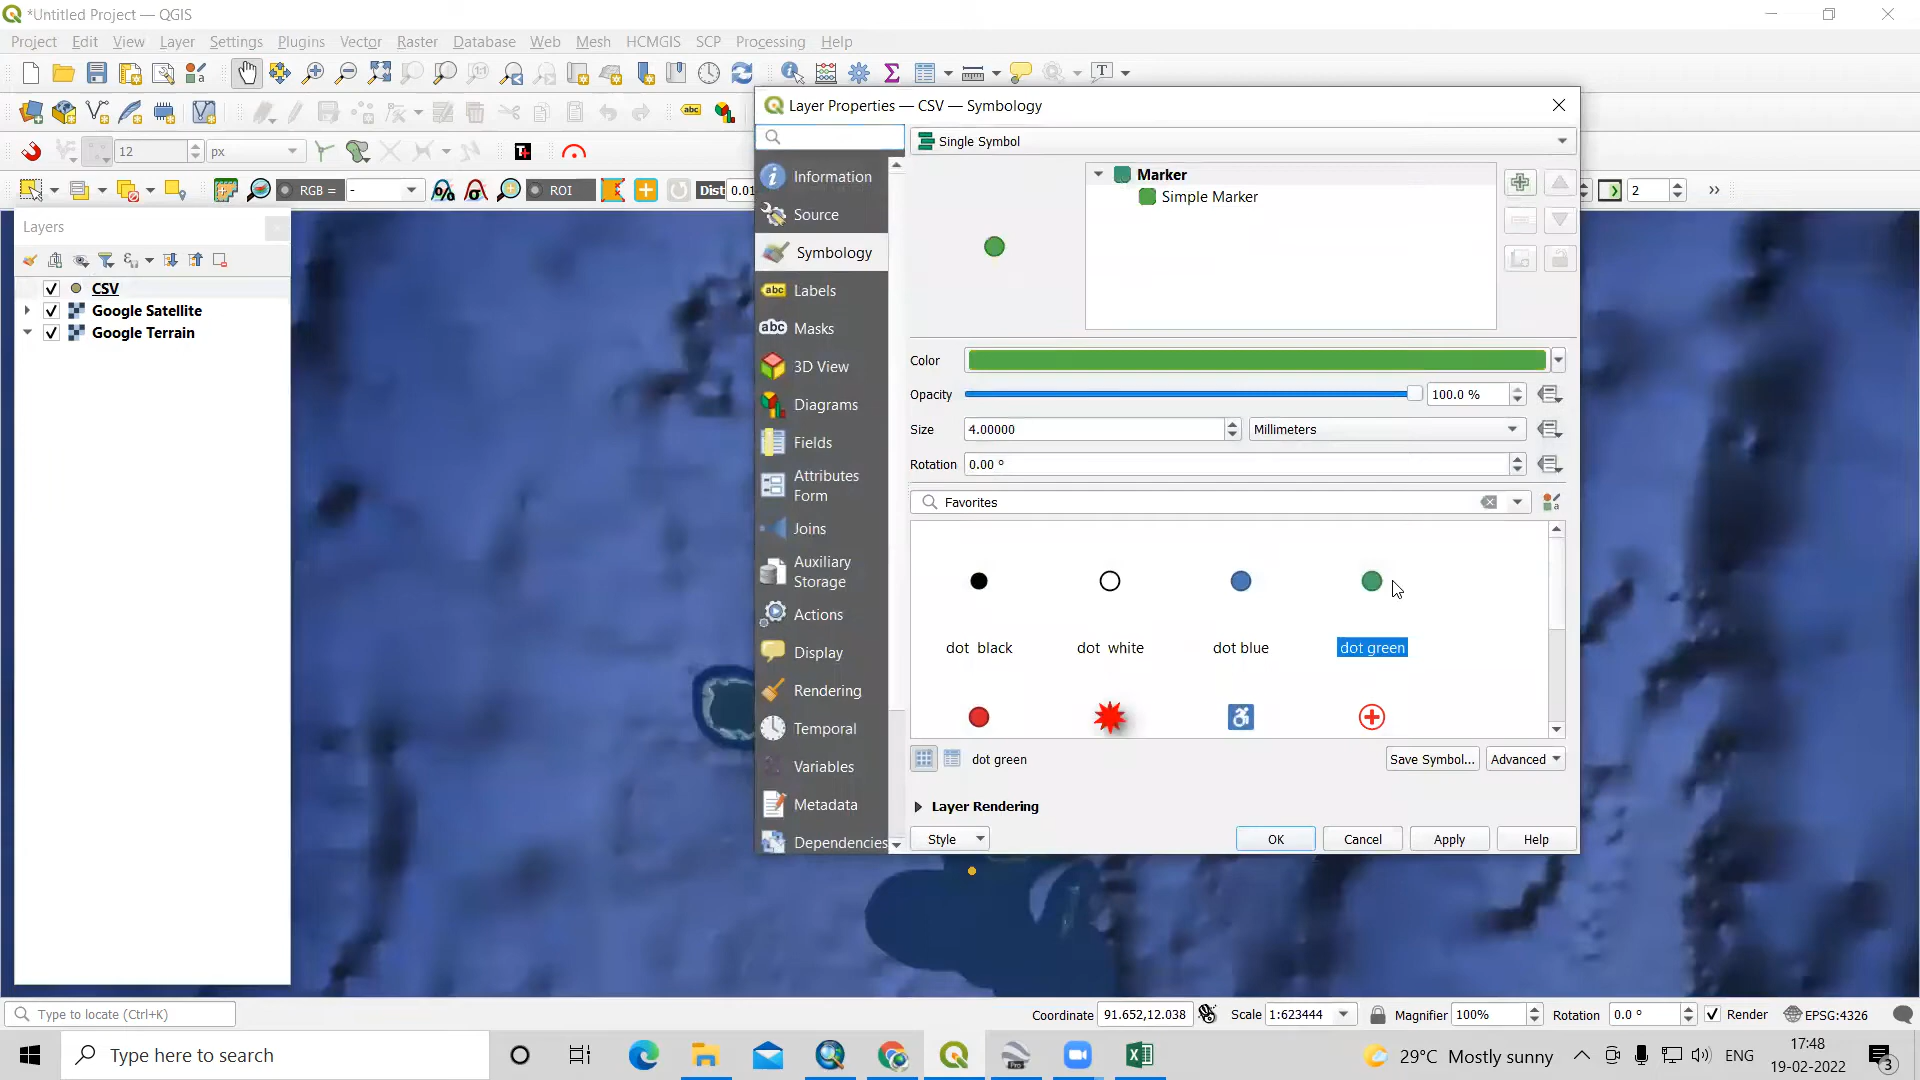 *Untitled Project — QGIS
Project Edit View Layer Settings Plugins Vector Raster Database Web Mesh HCMGIS SCP Processing Help
Layer Properties — CSV — Symbology
12 px
RGB = - ROI Dist 0.01 2 »
Single Symbol
Layers
CSV
Google Satellite
Google Terrain
Information
Source
Symbology
Labels
Masks
3D View
Diagrams
Fields
Attributes
Form
Joins
Auxiliary
Storage
Actions
Display
Rendering
Temporal
Variables
Metadata
Dependencies
Marker
Simple Marker
Color
Opacity 100.0 %
Size 4.00000 Millimeters
Rotation 0.00 °
Favorites
dot black dot white dot blue dot green
dot green Save Symbol... Advanced
Layer Rendering
Style OK Cancel Apply Help
Type to locate (Ctrl+K) Coordinate 91.652,12.038 Scale 1:623444 Magnifier 100% Rotation 0.0 ° Render EPSG:4326
Type here to search
29°C Mostly sunny ENG
17:48
19-02-2022
3